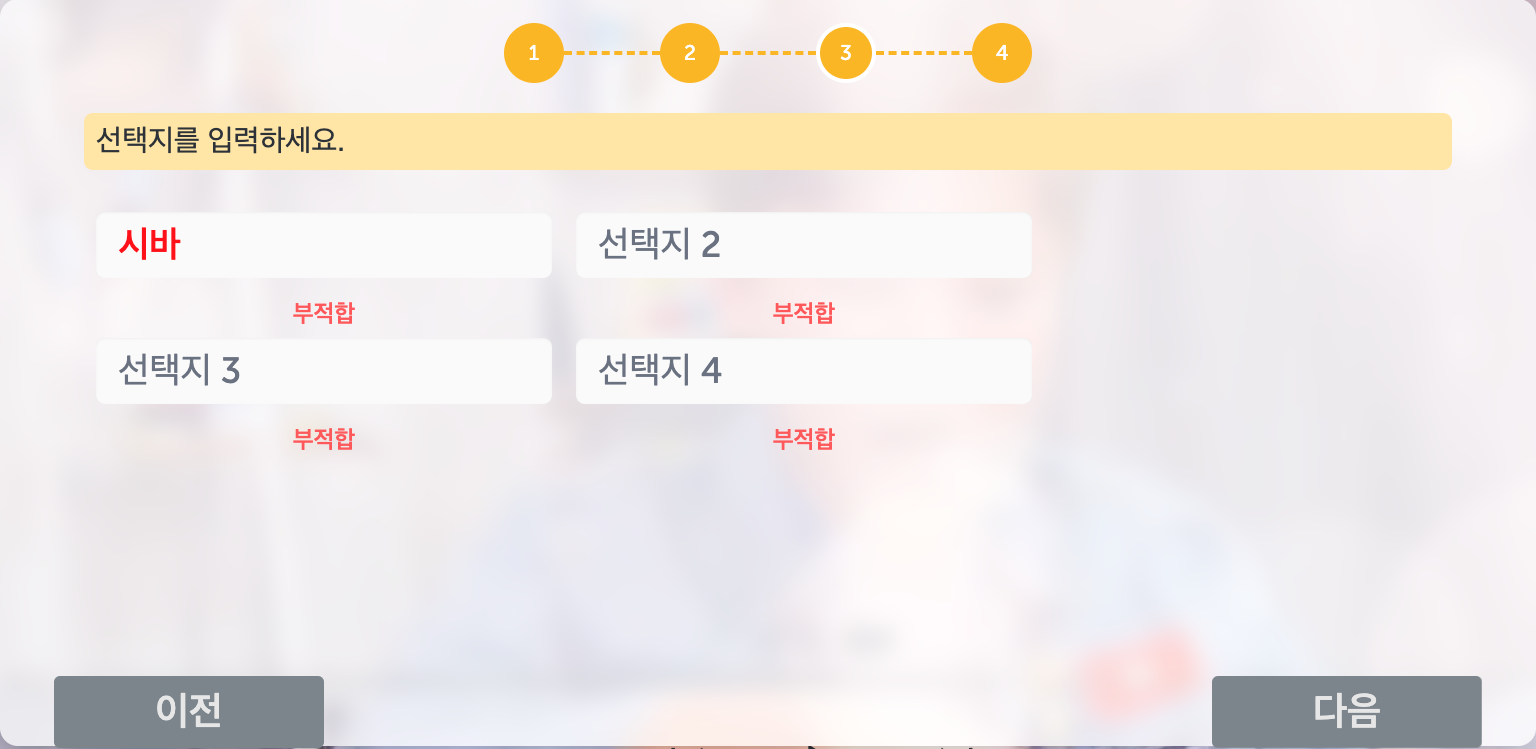 1 2 3 4
선택지를 입력하세요.
시바 선택지 2
부적합 부적합
선택지 3 선택지 4
부적합 부적합
이전 다음